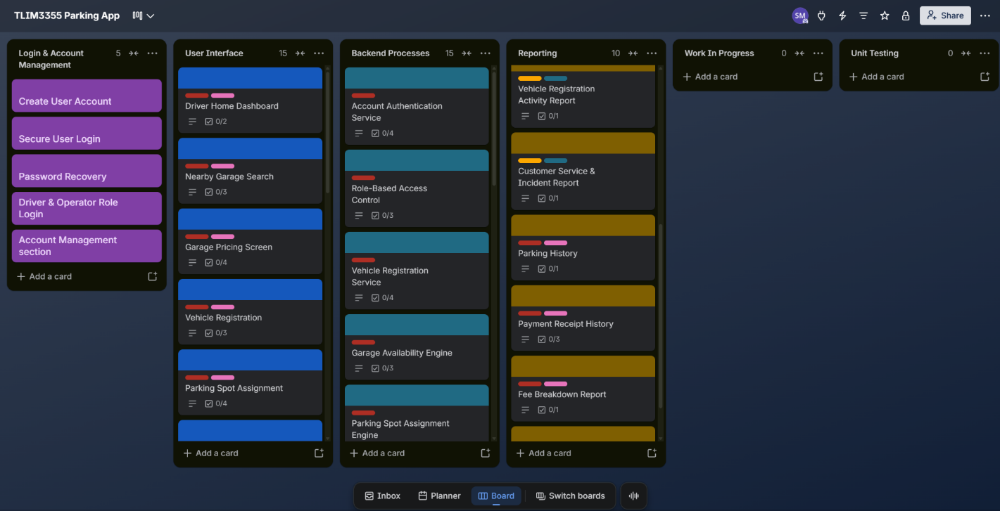 TLIM3355 Parking App
SM
Share
Login & Account
Management
5
Create User Account
Secure User Login
Password Recovery
Driver & Operator Role
Login
Account Management
section
Add a card
User Interface
15
Driver Home Dashboard
0/2
Nearby Garage Search
0/3
Garage Pricing Screen
0/4
Vehicle Registration
0/3
Parking Spot Assignment
0/4
Add a card
Backend Processes
15
Account Authentication
Service
0/4
Role-Based Access
Control
0/3
Vehicle Registration
Service
0/4
Garage Availability Engine
0/3
Parking Spot Assignment
Engine
Add a card
Reporting
10
Vehicle Registration
Activity Report
0/1
Customer Service &
Incident Report
0/1
Parking History
0/1
Payment Receipt History
0/3
Fee Breakdown Report
0/1
Add a card
Work In Progress
0
Add a card
Unit Testing
0
Add a card
Inbox
Planner
Board
Switch boards